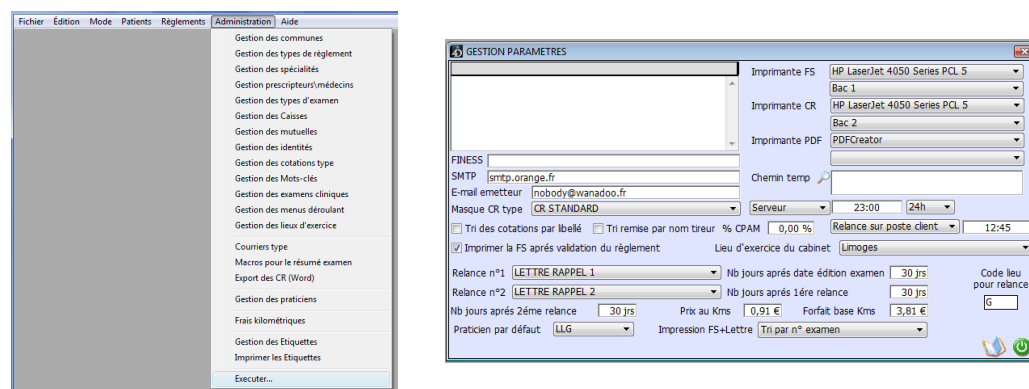 Fichier Édition Mode Patients Règlements Administration Aide
Gestion des communes
Gestion des types de règlement
Gestion des spécialités
Gestion prescripteurs\médecins
Gestion des types d'examen
Gestion des Caisses
Gestion des mutuelles
Gestion des identités
Gestion des cotations type
Gestion des Mots-clés
Gestion des examens cliniques
Gestion des menus déroulant
Gestion des lieux d'exercice
Courriers type
Macros pour le résumé examen
Export des CR (Word)
Gestion des praticiens
Frais kilométriques
Gestion des Etiquettes
Imprimer les Etiquettes
Executer...
GESTION PARAMETRES
Imprimante FS HP LaserJet 4050 Series PCL 5
Bac 1
Imprimante CR HP LaserJet 4050 Series PCL 5
Bac 2
Imprimante PDF PDFCreator
FINESS
SMTP smtp.orange.fr
Chemin temp
E-mail emetteur nobody@wanadoo.fr
Masque CR type CR STANDARD Serveur 23:00 24h
Tri des cotations par libellé Tri remise par nom tireur % CPAM 0,00 % Relance sur poste client 12:45
Imprimer la FS aprés validation du règlement Lieu d'exercice du cabinet Limoges
Relance n°1 LETTRE RAPPEL 1 Nb jours aprés date édition examen 30 jrs Code lieu
pour relance
Relance n°2 LETTRE RAPPEL 2 Nb jours aprés 1ére relance 30 jrs
G
Nb jours aprés 2éme relance 30 jrs Prix au Kms 0,91 € Forfait base Kms 3,81 €
Praticien par défaut LLG Impression FS+Lettre Tri par n° examen